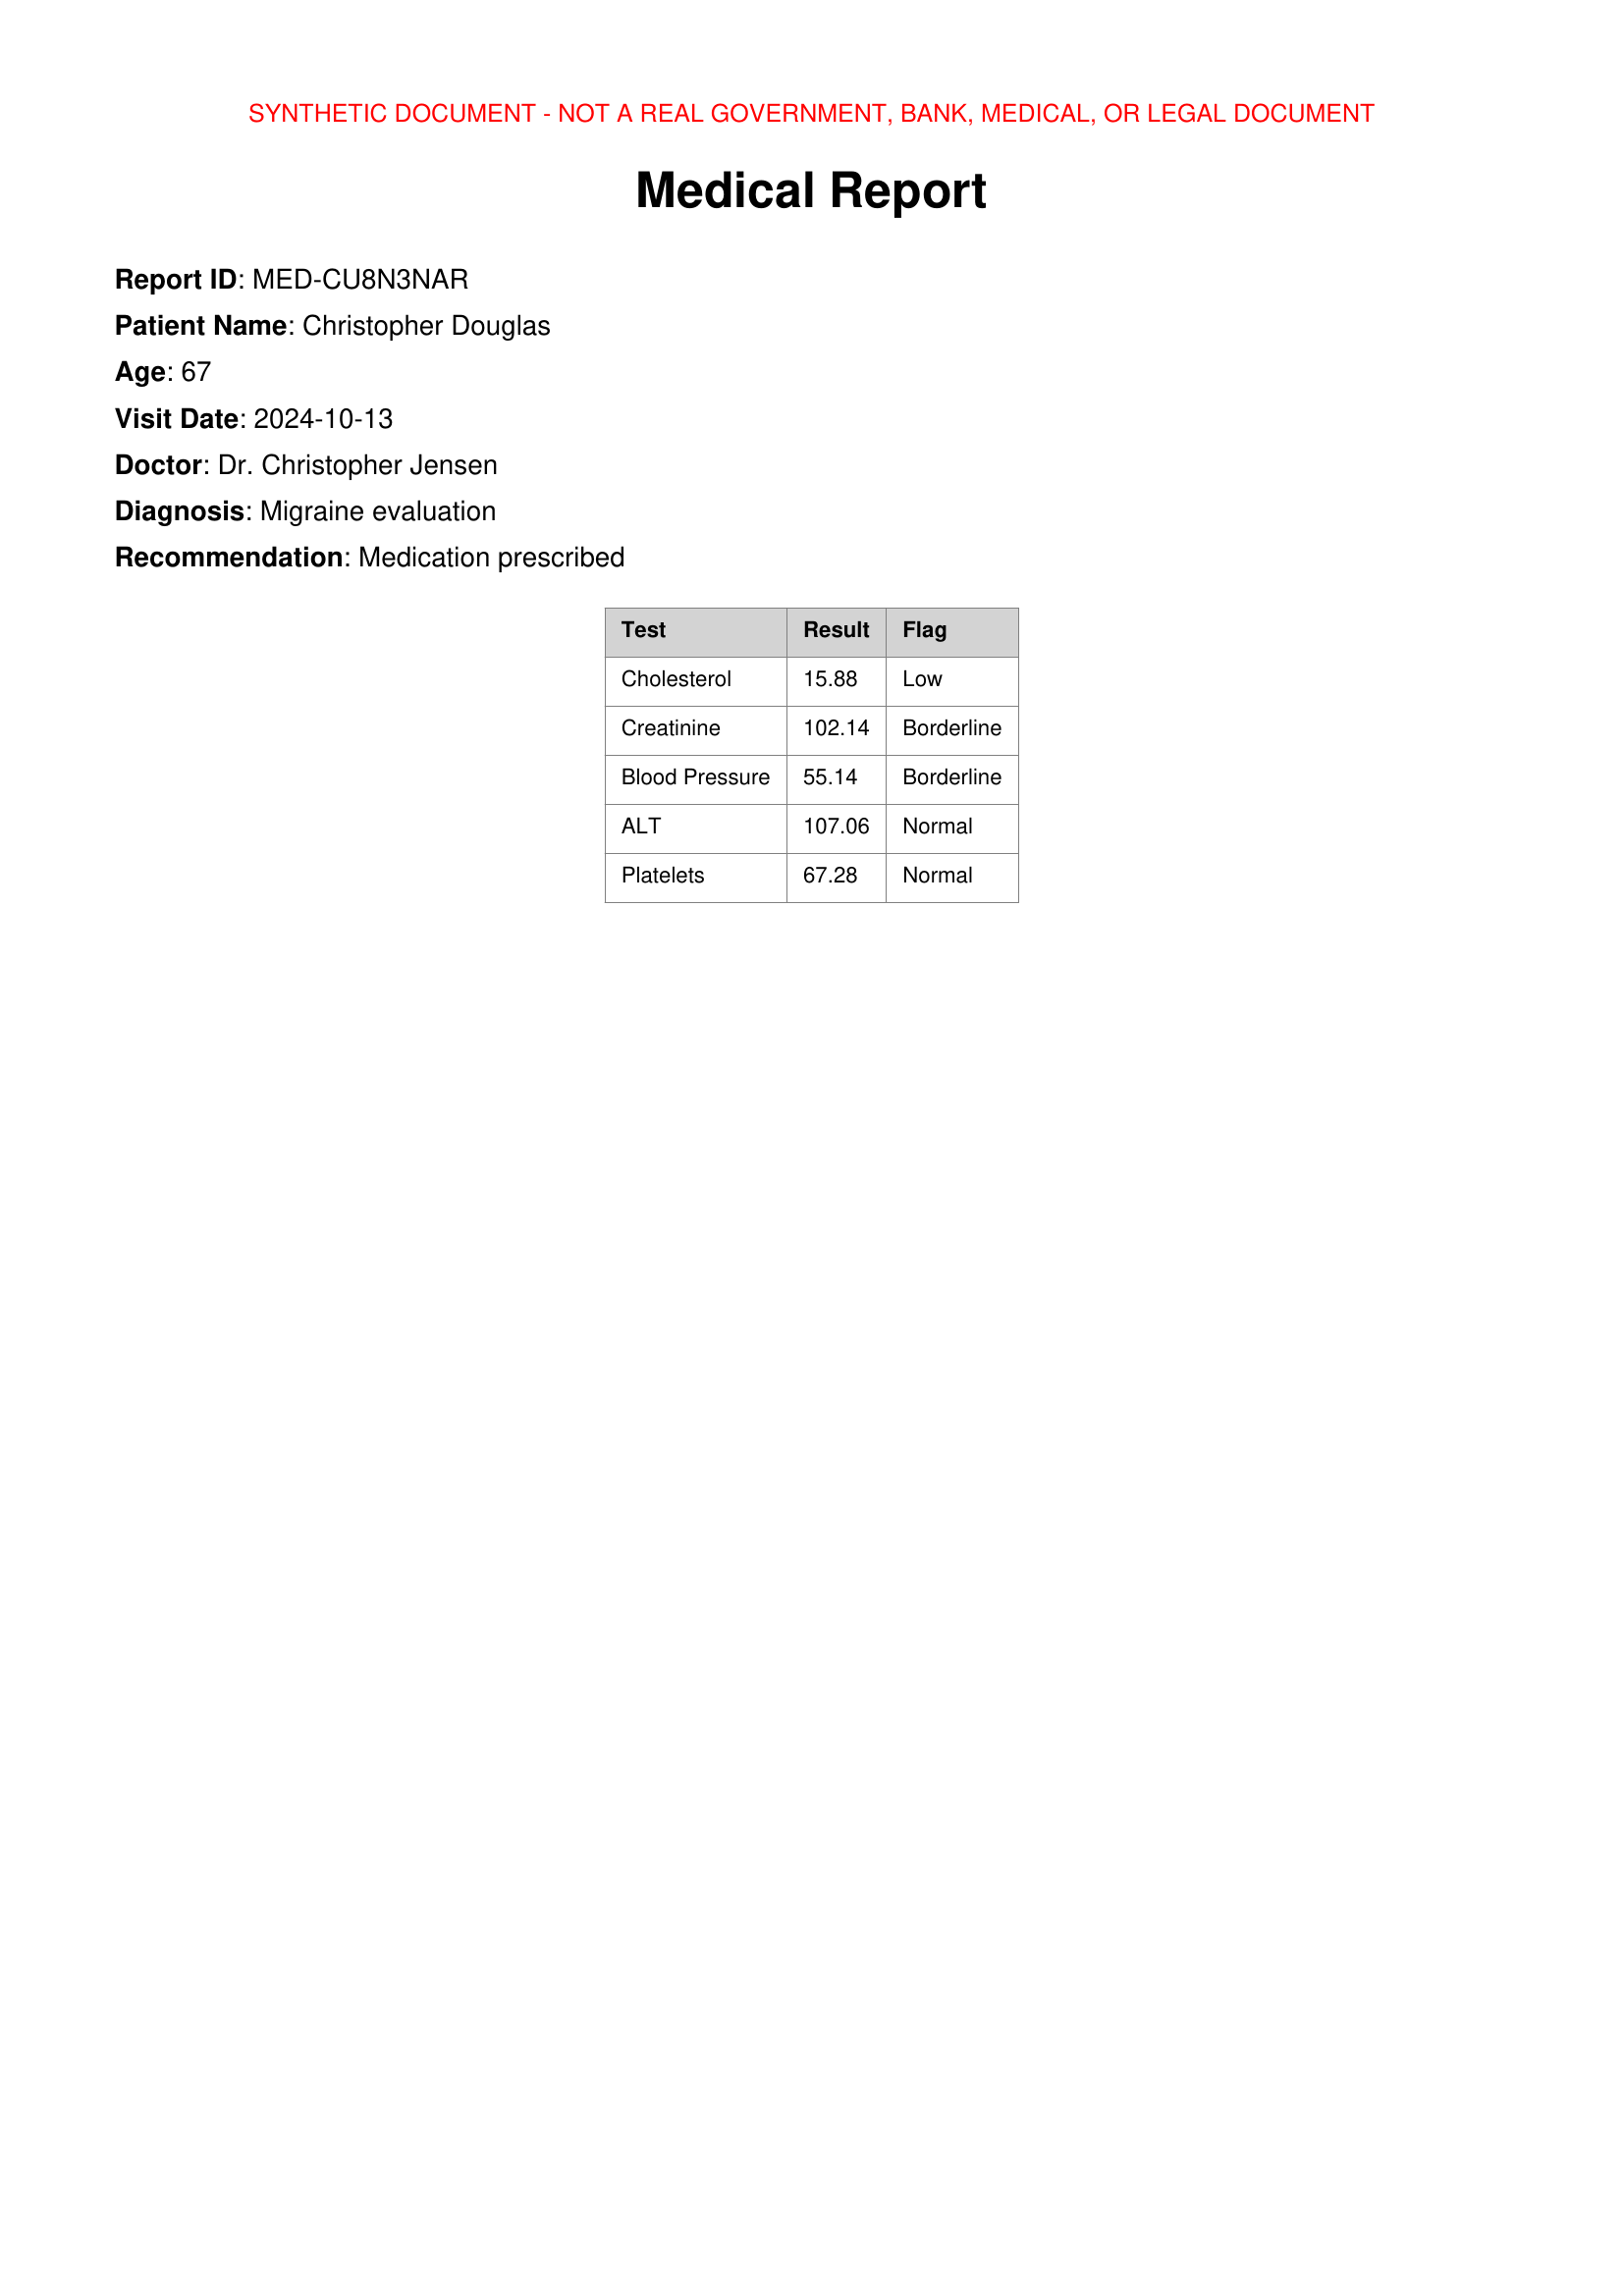 SYNTHETIC DOCUMENT - NOT A REAL GOVERNMENT, BANK, MEDICAL, OR LEGAL DOCUMENT
Medical Report
Report ID: MED-CU8N3NAR
Patient Name: Christopher Douglas
Age: 67
Visit Date: 2024-10-13
Doctor: Dr. Christopher Jensen
Diagnosis: Migraine evaluation
Recommendation: Medication prescribed
Test Result Flag
Cholesterol 15.88 Low
Creatinine 102.14 Borderline
Blood Pressure 55.14 Borderline
ALT 107.06 Normal
Platelets 67.28 Normal